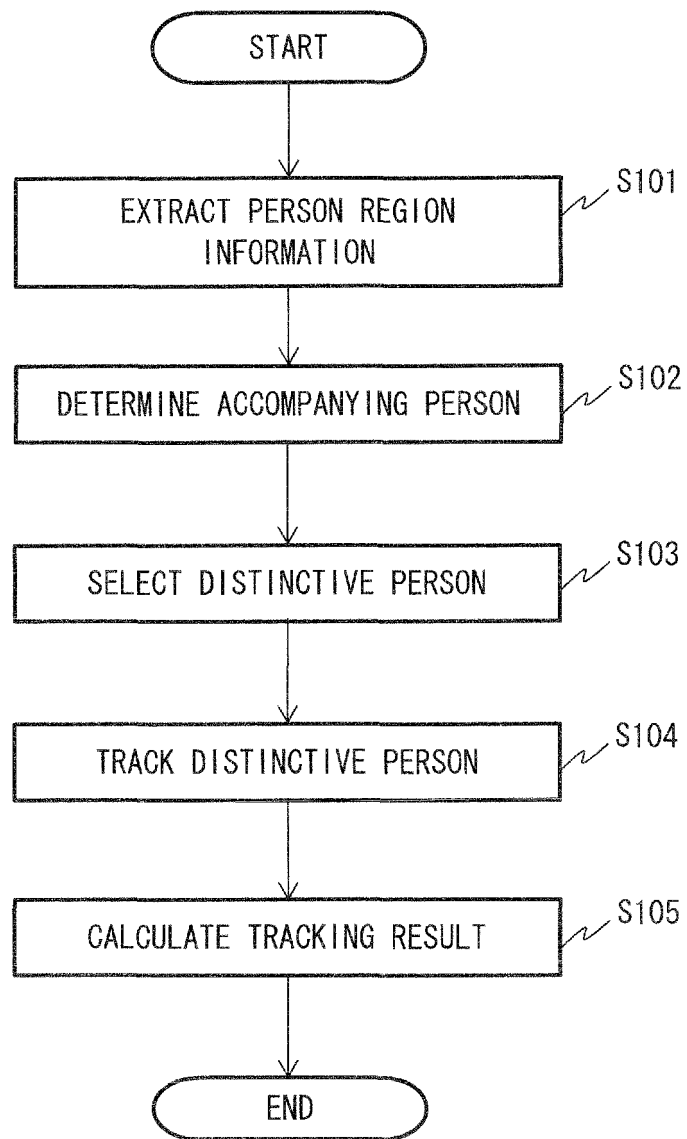 START
S101
EXTRACT PERSON REGION
INFORMATION
S102
DETERMINE ACCOMPANYING PERSON
S103
SELECT DISTINCTIVE PERSON
S104
TRACK DISTINCTIVE PERSON
S105
CALCULATE TRACKING RESULT
END